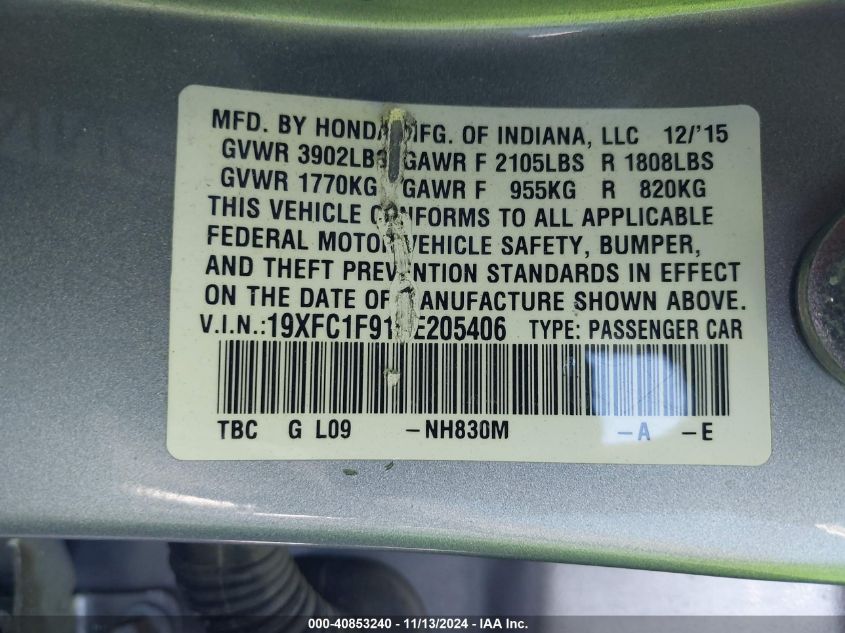 MFD. BY HONDA MFG. OF INDIANA, LLC 12/'15
GVWR 3902LBS GAWR F 2105LBS R 1808LBS
GVWR 1770KG GAWR F 955KG R 820KG
THIS VEHICLE CONFORMS TO ALL APPLICABLE
FEDERAL MOTOR VEHICLE SAFETY, BUMPER,
AND THEFT PREVENTION STANDARDS IN EFFECT
ON THE DATE OF MANUFACTURE SHOWN ABOVE.
V.I.N.:19XFC1F91 E205406 TYPE: PASSENGER CAR
TBC G L09 -NH830M -A -E
000-40853240 - 11/13/2024 - IAA Inc.